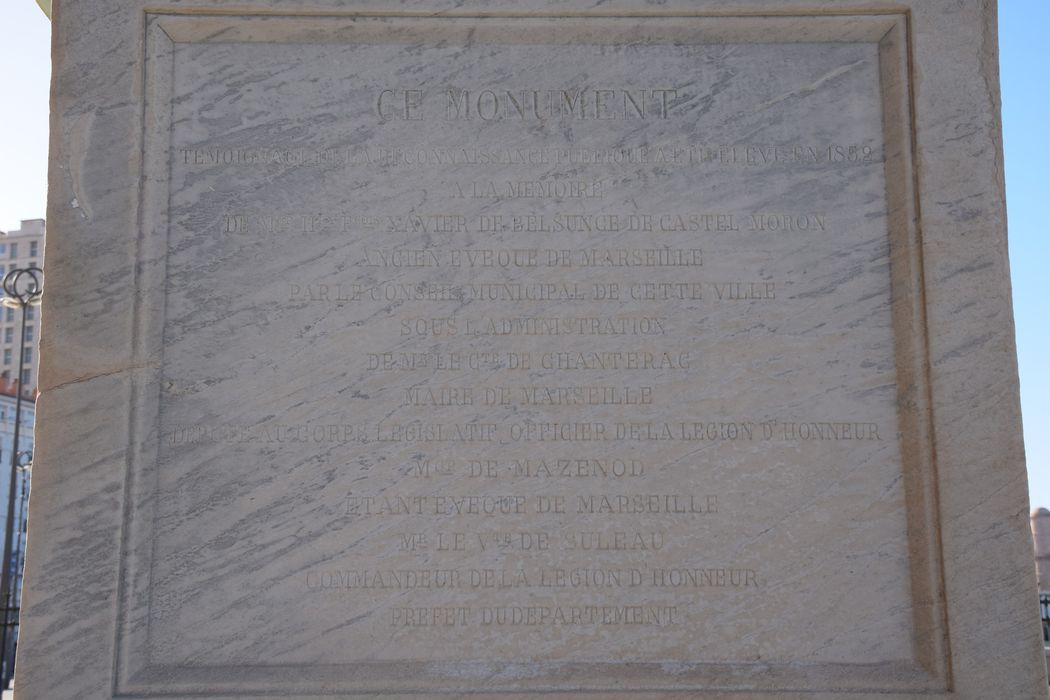 CE MONUMENT
TEMOIGNAGE DE LA RECONNAISSANCE PUBLIQUE A ETE ELEVE EN 1852
A LA MEMOIRE
DE MGR XAVIER DE BELSUNCE DE CASTEL MORON
ANCIEN EVEQUE DE MARSEILLE
PAR LE CONSEIL MUNICIPAL DE CETTE VILLE
SOUS L'ADMINISTRATION
DE MR LE CTE DE CHANTERAC
MAIRE DE MARSEILLE
DEPUTE AU CORPS LEGISLATIF, OFFICIER DE LA LEGION D'HONNEUR
MGR DE MAZENOD
ETANT EVEQUE DE MARSEILLE
MR LE VTE DE SULEAU
COMMANDEUR DE LA LEGION D'HONNEUR
PREFET DU DEPARTEMENT